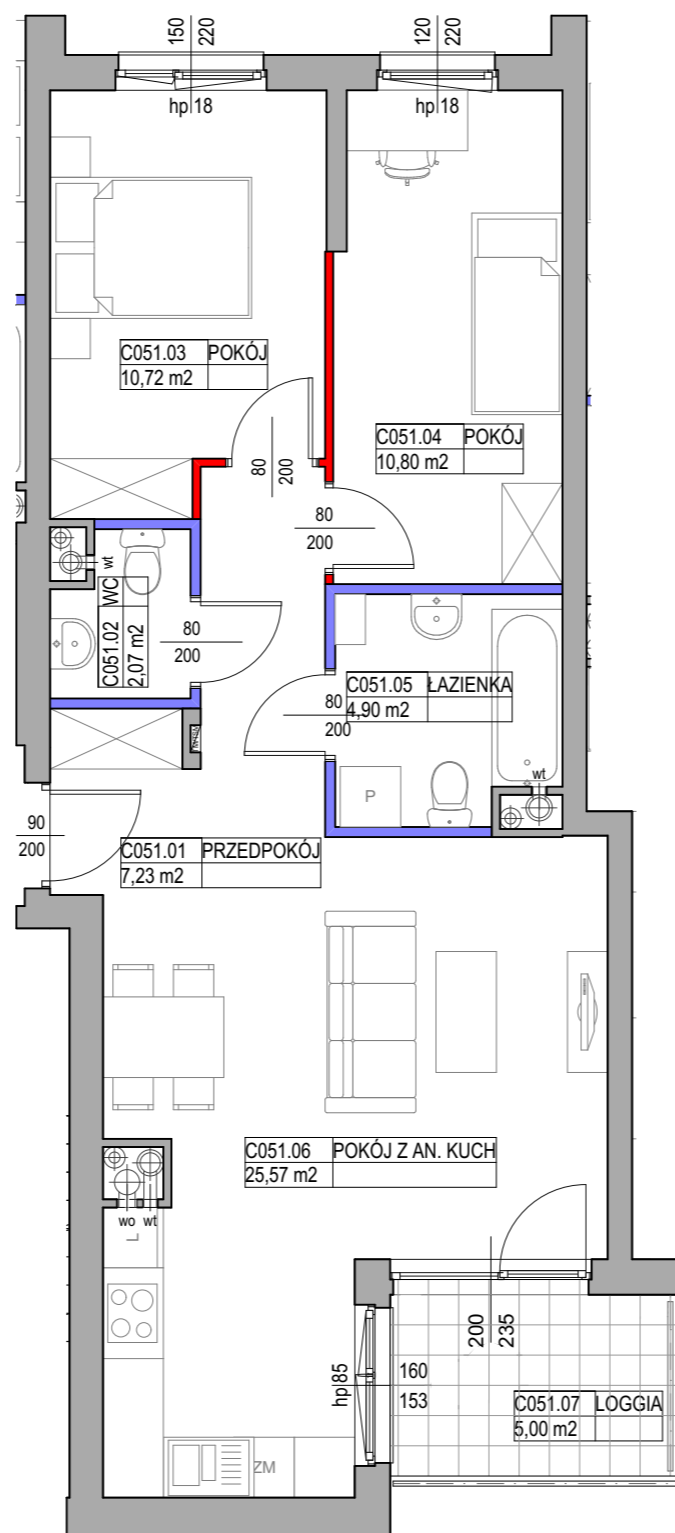 150
220
120
220
hp 18
hp 18
C051.03 POKÓJ
10,72 m2
C051.04 POKÓJ
10,80 m2
80
200
80
200
wt
C051.02 WC
2,07 m2
80
200
C051.05 ŁAZIENKA
4,90 m2
80
200
P
wt
90
200
C051.01 PRZEDPOKÓJ
7,23 m2
C051.06 POKÓJ Z AN. KUCH
25,57 m2
wo wt
L
200
235
hp 85
160
153
C051.07 LOGGIA
5,00 m2
ZM